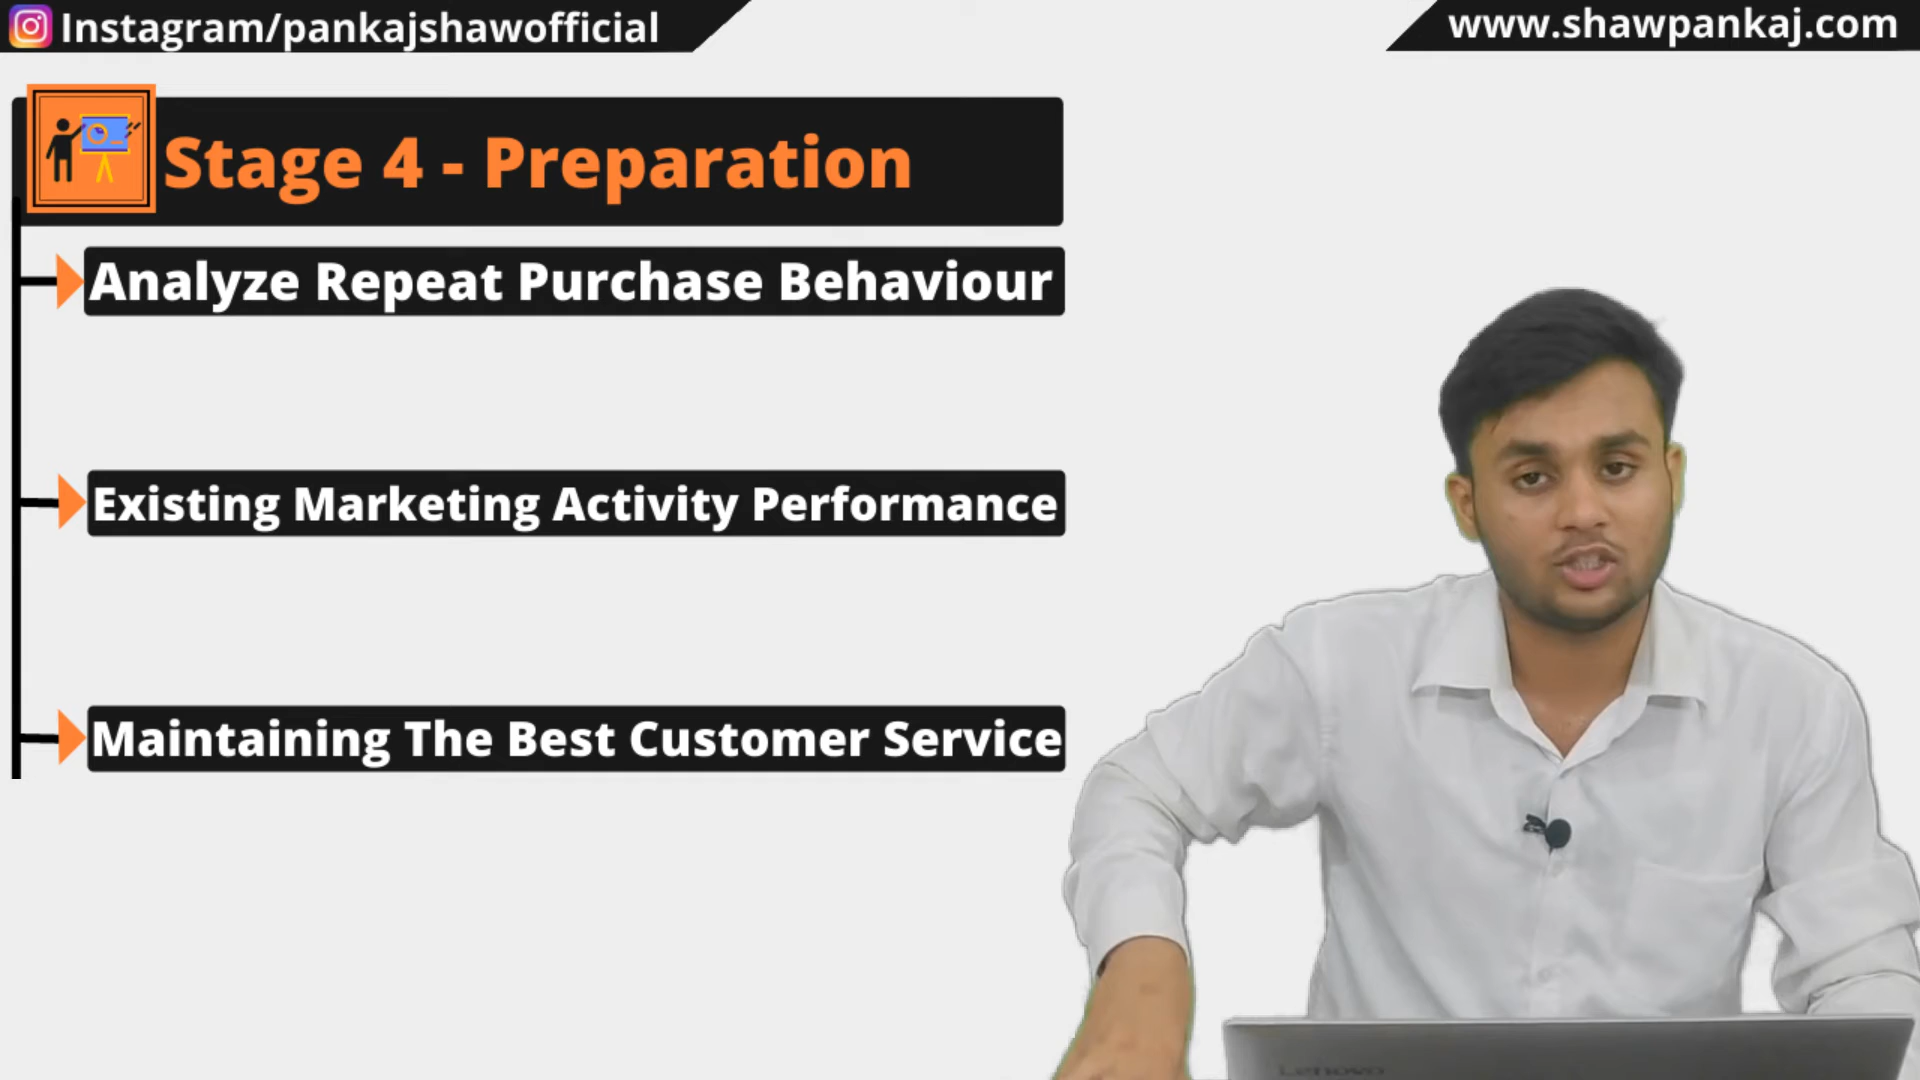 Instagram/pankajshawofficial
www.shawpankaj.com
Stage 4 - Preparation
Analyze Repeat Purchase Behaviour
Existing Marketing Activity Performance
Maintaining The Best Customer Service
Lenovo